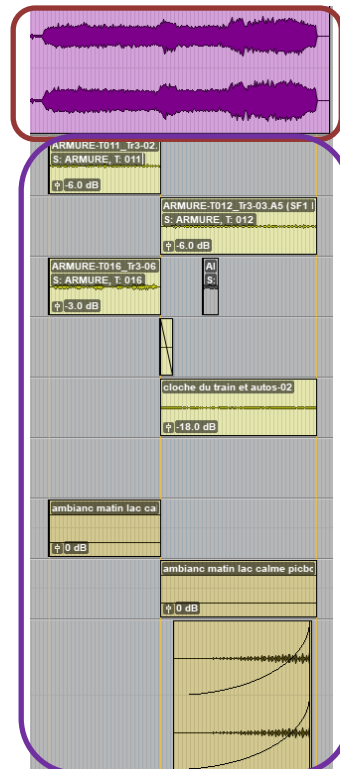 ARMURE-T011_Tr3-02.
S: ARMURE, T: 011
-6.0 dB
ARMURE-T012_Tr3-03.A5 (SF1
S: ARMURE, T: 012
-6.0 dB
ARMURE-T016_Tr3-06
S: ARMURE, T: 016
-3.0 dB
S:
cloche du train et autos-02
-18.0 dB
ambianc matin lac ca
0 dB
ambianc matin lac calme picbo
0 dB